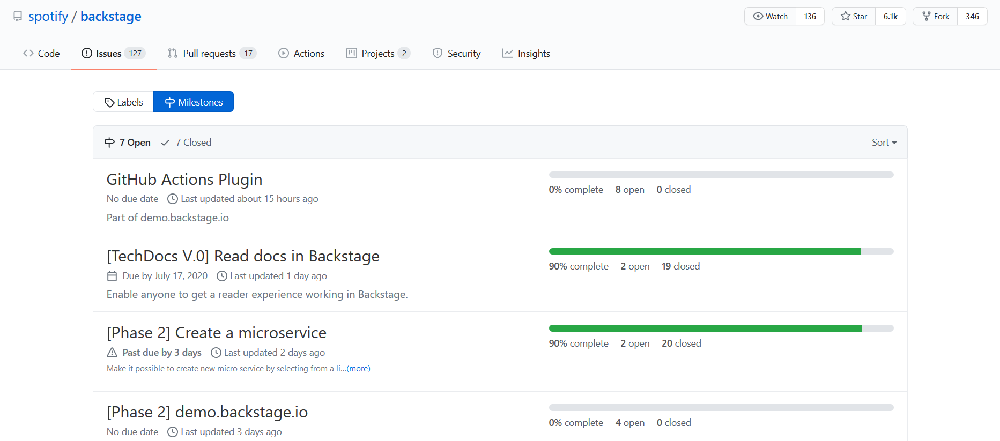 spotify / backstage
Watch 136 Star 6.1k Fork 346
Code Issues 127 Pull requests 17 Actions Projects 2 Security Insights
Labels Milestones
7 Open 7 Closed Sort
GitHub Actions Plugin
No due date Last updated about 15 hours ago
Part of demo.backstage.io
0% complete 8 open 0 closed
[TechDocs V.0] Read docs in Backstage
Due by July 17, 2020 Last updated 1 day ago
Enable anyone to get a reader experience working in Backstage.
90% complete 2 open 19 closed
[Phase 2] Create a microservice
Past due by 3 days Last updated 2 days ago
Make it possible to create new micro service by selecting from a li...(more)
90% complete 2 open 20 closed
[Phase 2] demo.backstage.io
No due date Last updated 3 days ago
0% complete 4 open 0 closed